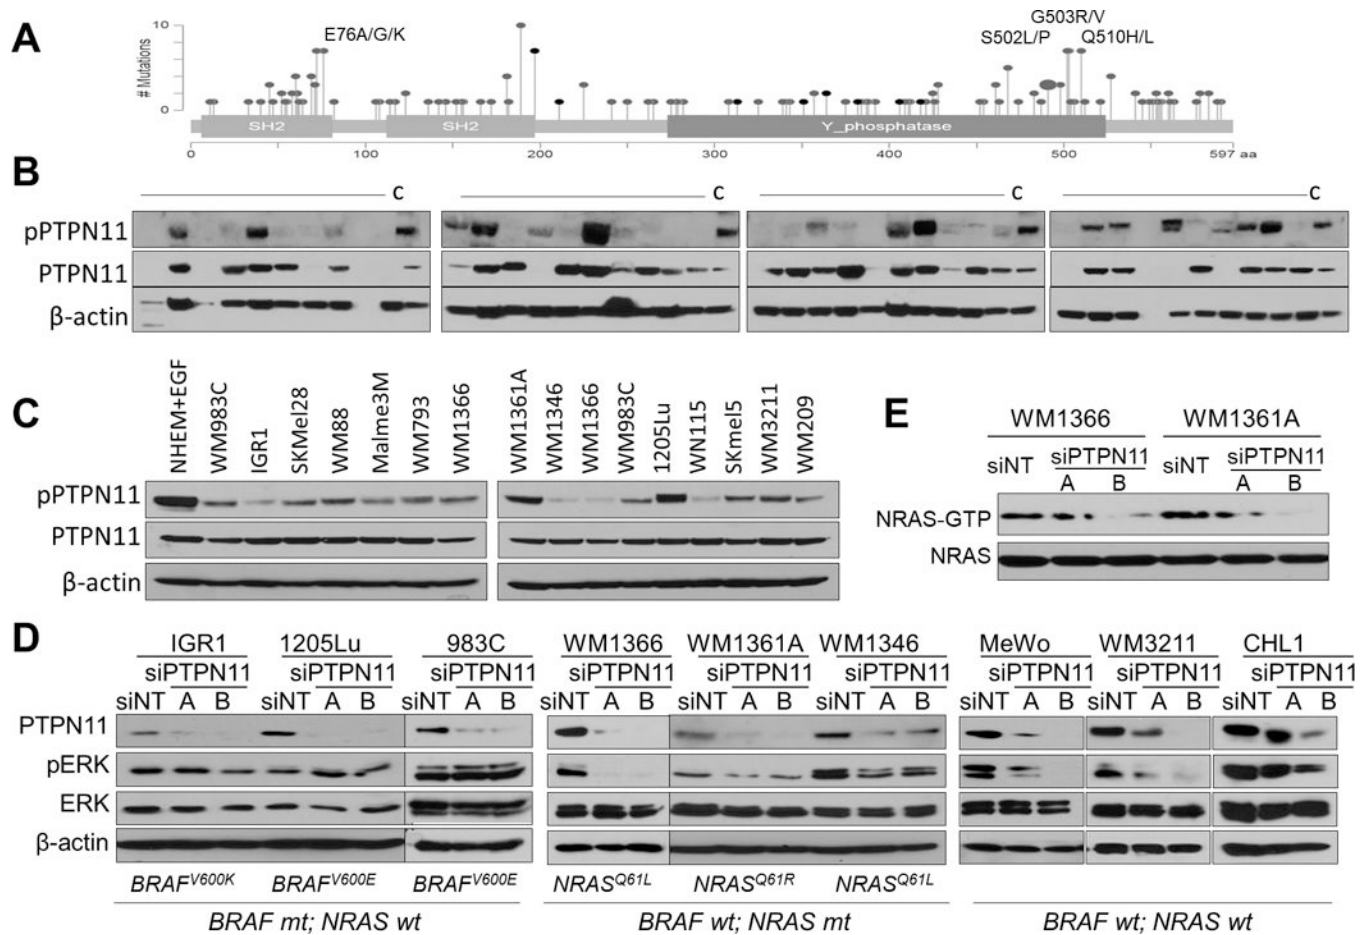 A
# Mutations
10
0
E76A/G/K
G503R/V
S502L/P
Q510H/L
SH2
SH2
Y_phosphatase
0
100
200
300
400
500
597 aa
B
C C C C
pPTPN11
PTPN11
β-actin
C
NHEM+EGF
WM983C
IGR1
SKMel28
WM88
Malme3M
WM793
WM1366
WM1361A
WM1346
WM1366
WM983C
1205Lu
WN115
SKmel5
WM3211
WM209
pPTPN11
PTPN11
β-actin
E
WM1366 WM1361A
siNT siPTPN11 siNT siPTPN11
A B A B
NRAS-GTP
NRAS
D
IGR1 1205Lu 983C WM1366 WM1361A WM1346 MeWo WM3211 CHL1
siPTPN11 siPTPN11 siPTPN11 siPTPN11 siPTPN11 siPTPN11 siPTPN11 siPTPN11 siPTPN11
siNT A B siNT A B siNT A B siNT A B siNT A B siNT A B siNT A B siNT A B siNT A B
PTPN11
pERK
ERK
β-actin
BRAFV600K BRAFV600E BRAFV600E NRASQ61L NRASQ61R NRASQ61L
BRAF mt; NRAS wt BRAF wt; NRAS mt BRAF wt; NRAS wt